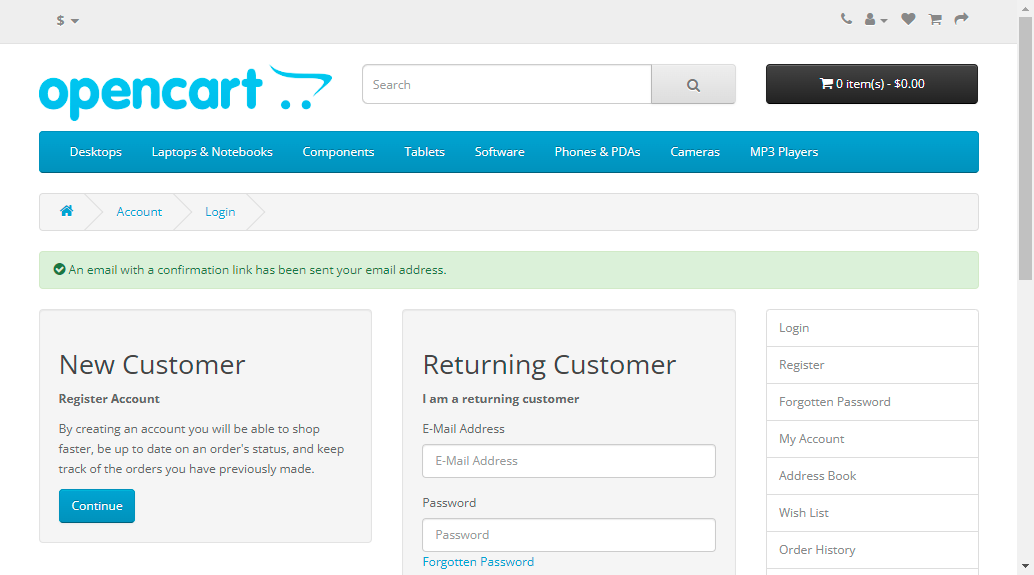 $
opencart
Search
0 item(s) - $0.00
Desktops Laptops & Notebooks Components Tablets Software Phones & PDAs Cameras MP3 Players
Account Login
An email with a confirmation link has been sent your email address.
New Customer
Register Account
By creating an account you will be able to shop
faster, be up to date on an order's status, and keep
track of the orders you have previously made.
Continue
Returning Customer
I am a returning customer
E-Mail Address
E-Mail Address
Password
Password
Forgotten Password
Login
Register
Forgotten Password
My Account
Address Book
Wish List
Order History